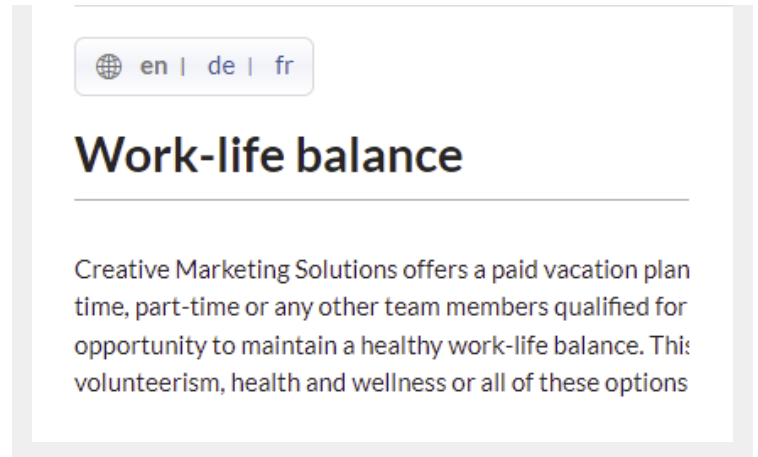 en | de | fr
Work-life balance
Creative Marketing Solutions offers a paid vacation plan
time, part-time or any other team members qualified for
opportunity to maintain a healthy work-life balance. This
volunteerism, health and wellness or all of these options